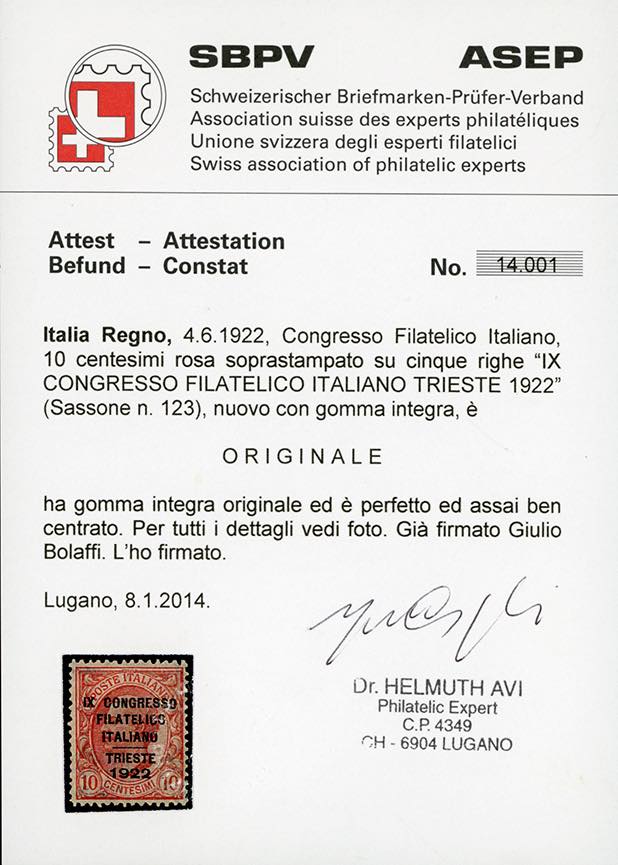 SBPV ASEP
Schweizerischer Briefmarken-Prüfer-Verband
Association suisse des experts philatéliques
Unione svizzera degli esperti filatelici
Swiss association of philatelic experts
Attest – Attestation
Befund – Constat
No. 14.001
Italia Regno, 4.6.1922, Congresso Filatelico Italiano,
10 centesimi rosa soprastampato su cinque righe “IX
CONGRESSO FILATELICO ITALIANO TRIESTE 1922”
(Sassone n. 123), nuovo con gomma integra, è
ORIGINALE
ha gomma integra originale ed è perfetto ed assai ben
centrato. Per tutti i dettagli vedi foto. Già firmato Giulio
Bolaffi. L’ho firmato.
Lugano, 8.1.2014.
Dr. HELMUTH AVI
Philatelic Expert
C.P. 4349
CH - 6904 LUGANO
POSTE ITALIANE
IX CONGRESSO
FILATELICO
ITALIANO
TRIESTE
1922
10 CENTESIMI 10